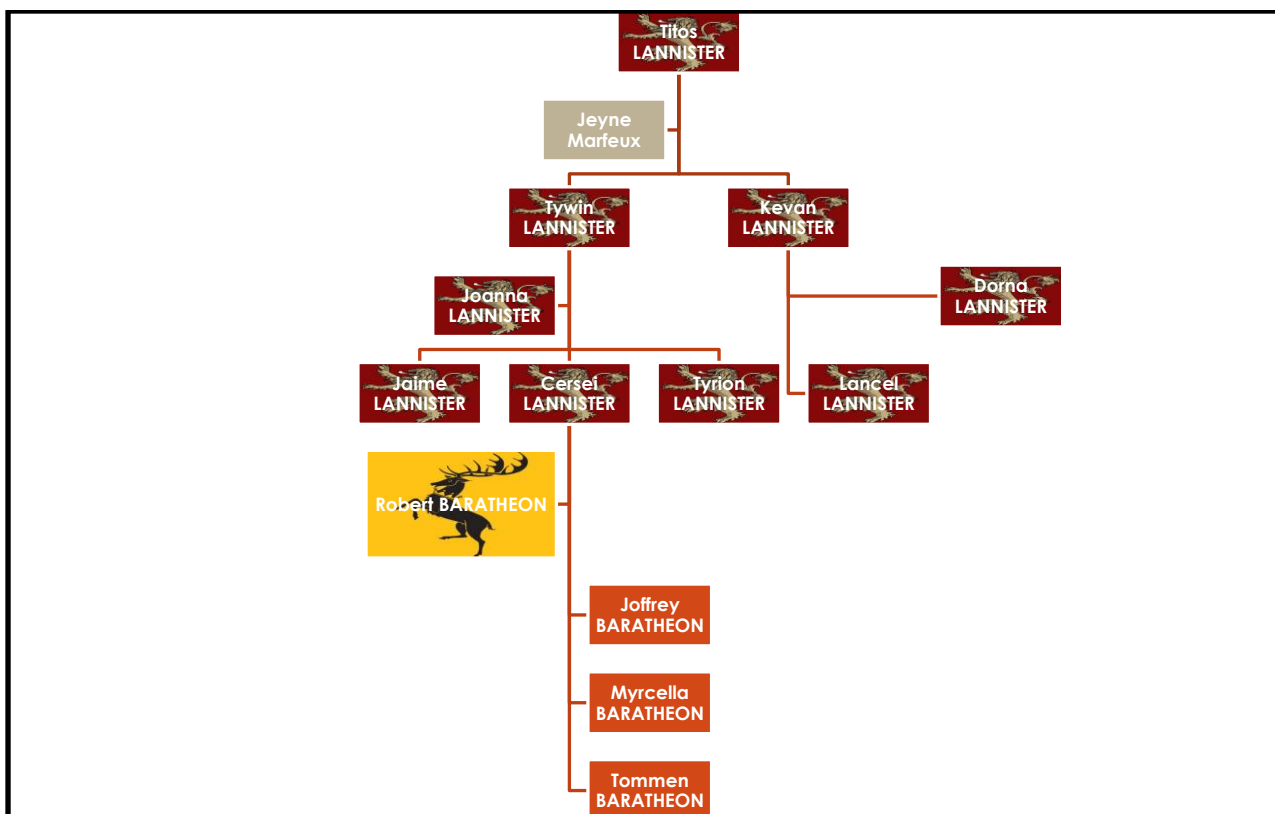 Titos
LANNISTER
Jeyne
Marfeux
Tywin
LANNISTER
Kevan
LANNISTER
Joanna
LANNISTER
Dorna
LANNISTER
Jaime
LANNISTER
Cersei
LANNISTER
Tyrion
LANNISTER
Lancel
LANNISTER
Robert BARATHEON
Joffrey
BARATHEON
Myrcella
BARATHEON
Tommen
BARATHEON